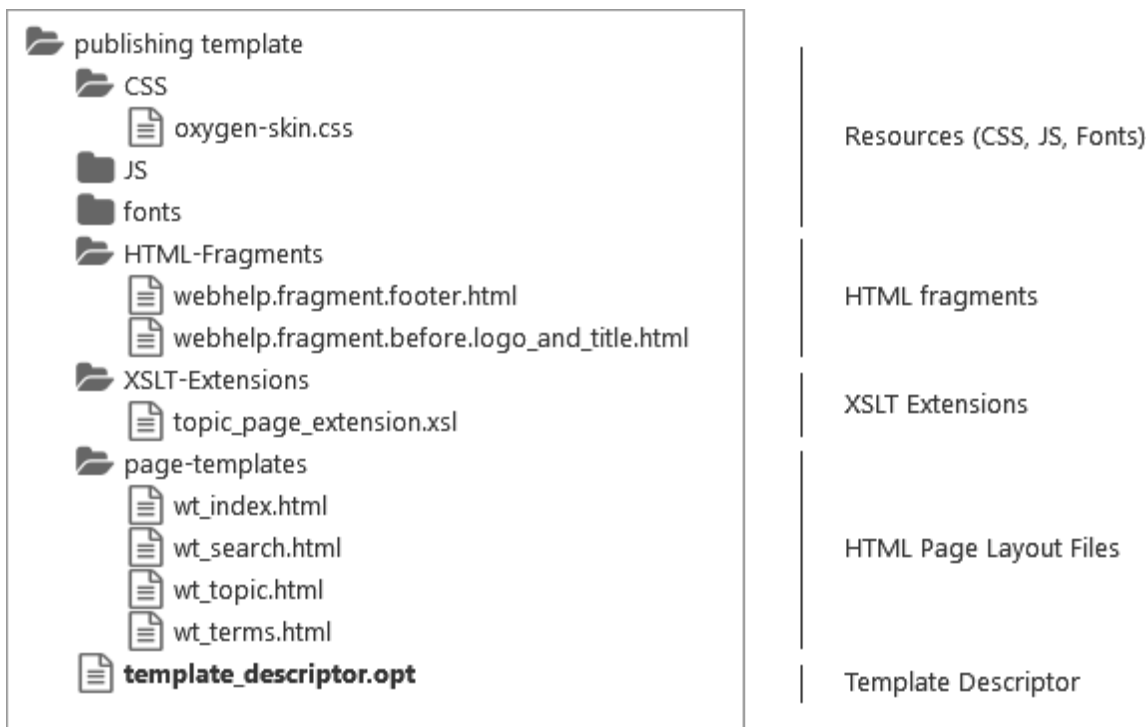 publishing template
CSS
oxygen-skin.css
JS
fonts
HTML-Fragments
webhelp.fragment.footer.html
webhelp.fragment.before.logo_and_title.html
XSLT-Extensions
topic_page_extension.xsl
page-templates
wt_index.html
wt_search.html
wt_topic.html
wt_terms.html
template_descriptor.opt
Resources (CSS, JS, Fonts)
HTML fragments
XSLT Extensions
HTML Page Layout Files
Template Descriptor